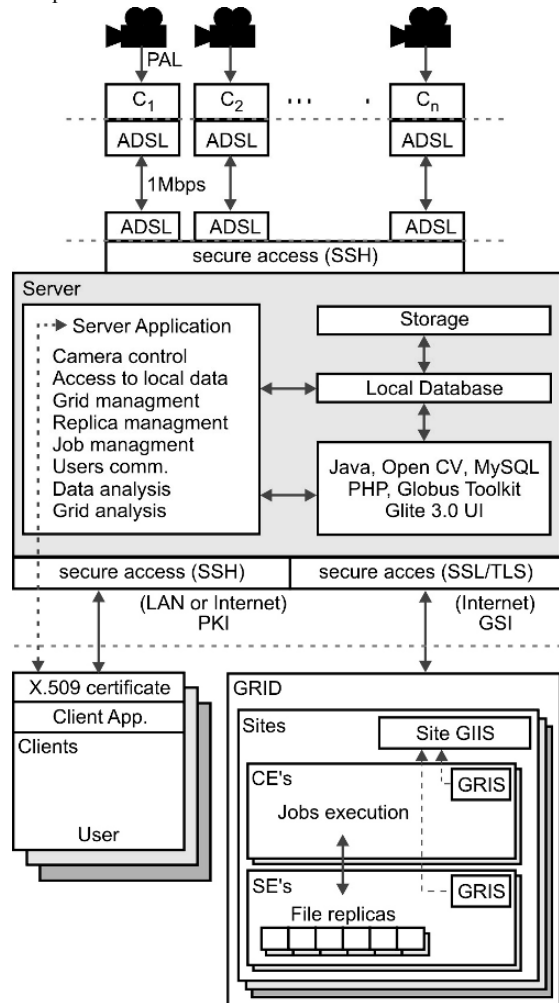 PAL
C1 C2 ... . Cn
ADSL ADSL ADSL
1Mbps
ADSL ADSL ADSL
secure access (SSH)
Server
Server Application
Camera control
Access to local data
Grid managment
Replica managment
Job managment
Users comm.
Data analysis
Grid analysis
Storage
Local Database
Java, Open CV, MySQL
PHP, Globus Toolkit
Glite 3.0 UI
secure access (SSH)
secure acces (SSL/TLS)
(LAN or Internet)
PKI
(Internet)
GSI
X.509 certificate
Client App.
Clients
User
GRID
Sites
Site GIIS
CE's
GRIS
Jobs execution
SE's
GRIS
File replicas